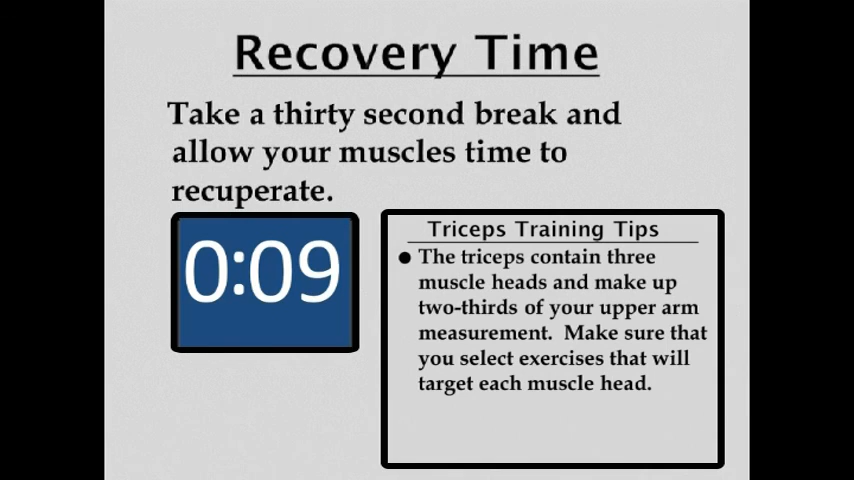 Recovery Time
Take a thirty second break and
allow your muscles time to
recuperate.
0:09
Triceps Training Tips
● The triceps contain three
muscle heads and make up
two-thirds of your upper arm
measurement.  Make sure that
you select exercises that will
target each muscle head.